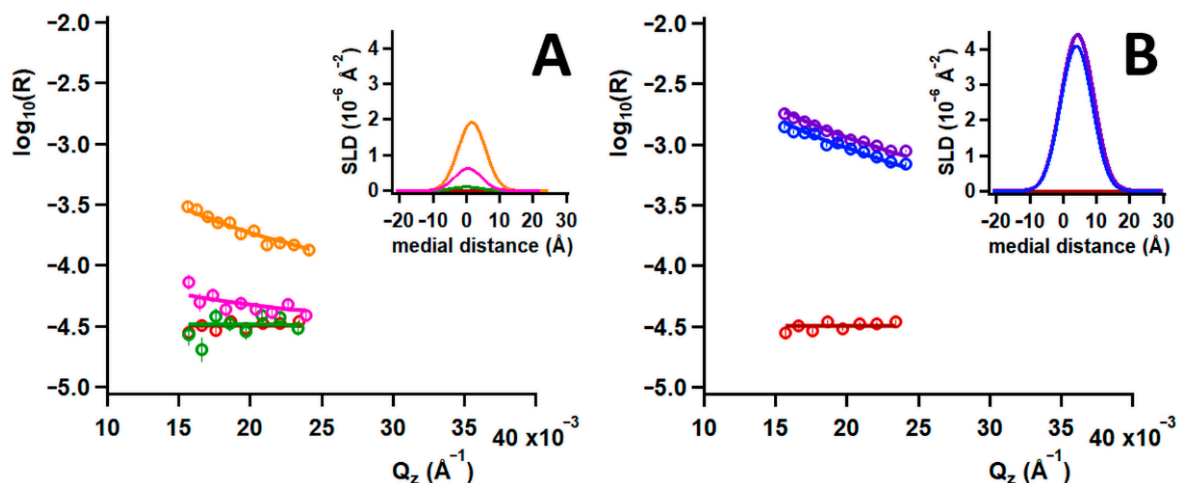 A
log₁₀(R)
−2.0
−2.5
−3.0
−3.5
−4.0
−4.5
−5.0
10 15 20 25 35 40 x10⁻³
Q_z (Å⁻¹)
SLD (10⁻⁶ Å⁻²)
4
3
2
1
0
-20 -10 0 10 20 30
medial distance (Å)
B
log₁₀(R)
−2.0
−2.5
−3.0
−3.5
−4.0
−4.5
−5.0
10 15 20 25 30 35 40 x10⁻³
Q_z (Å⁻¹)
SLD (10⁻⁶ Å⁻²)
4
3
2
1
0
-20 -10 0 10 20 30
medial distance (Å)